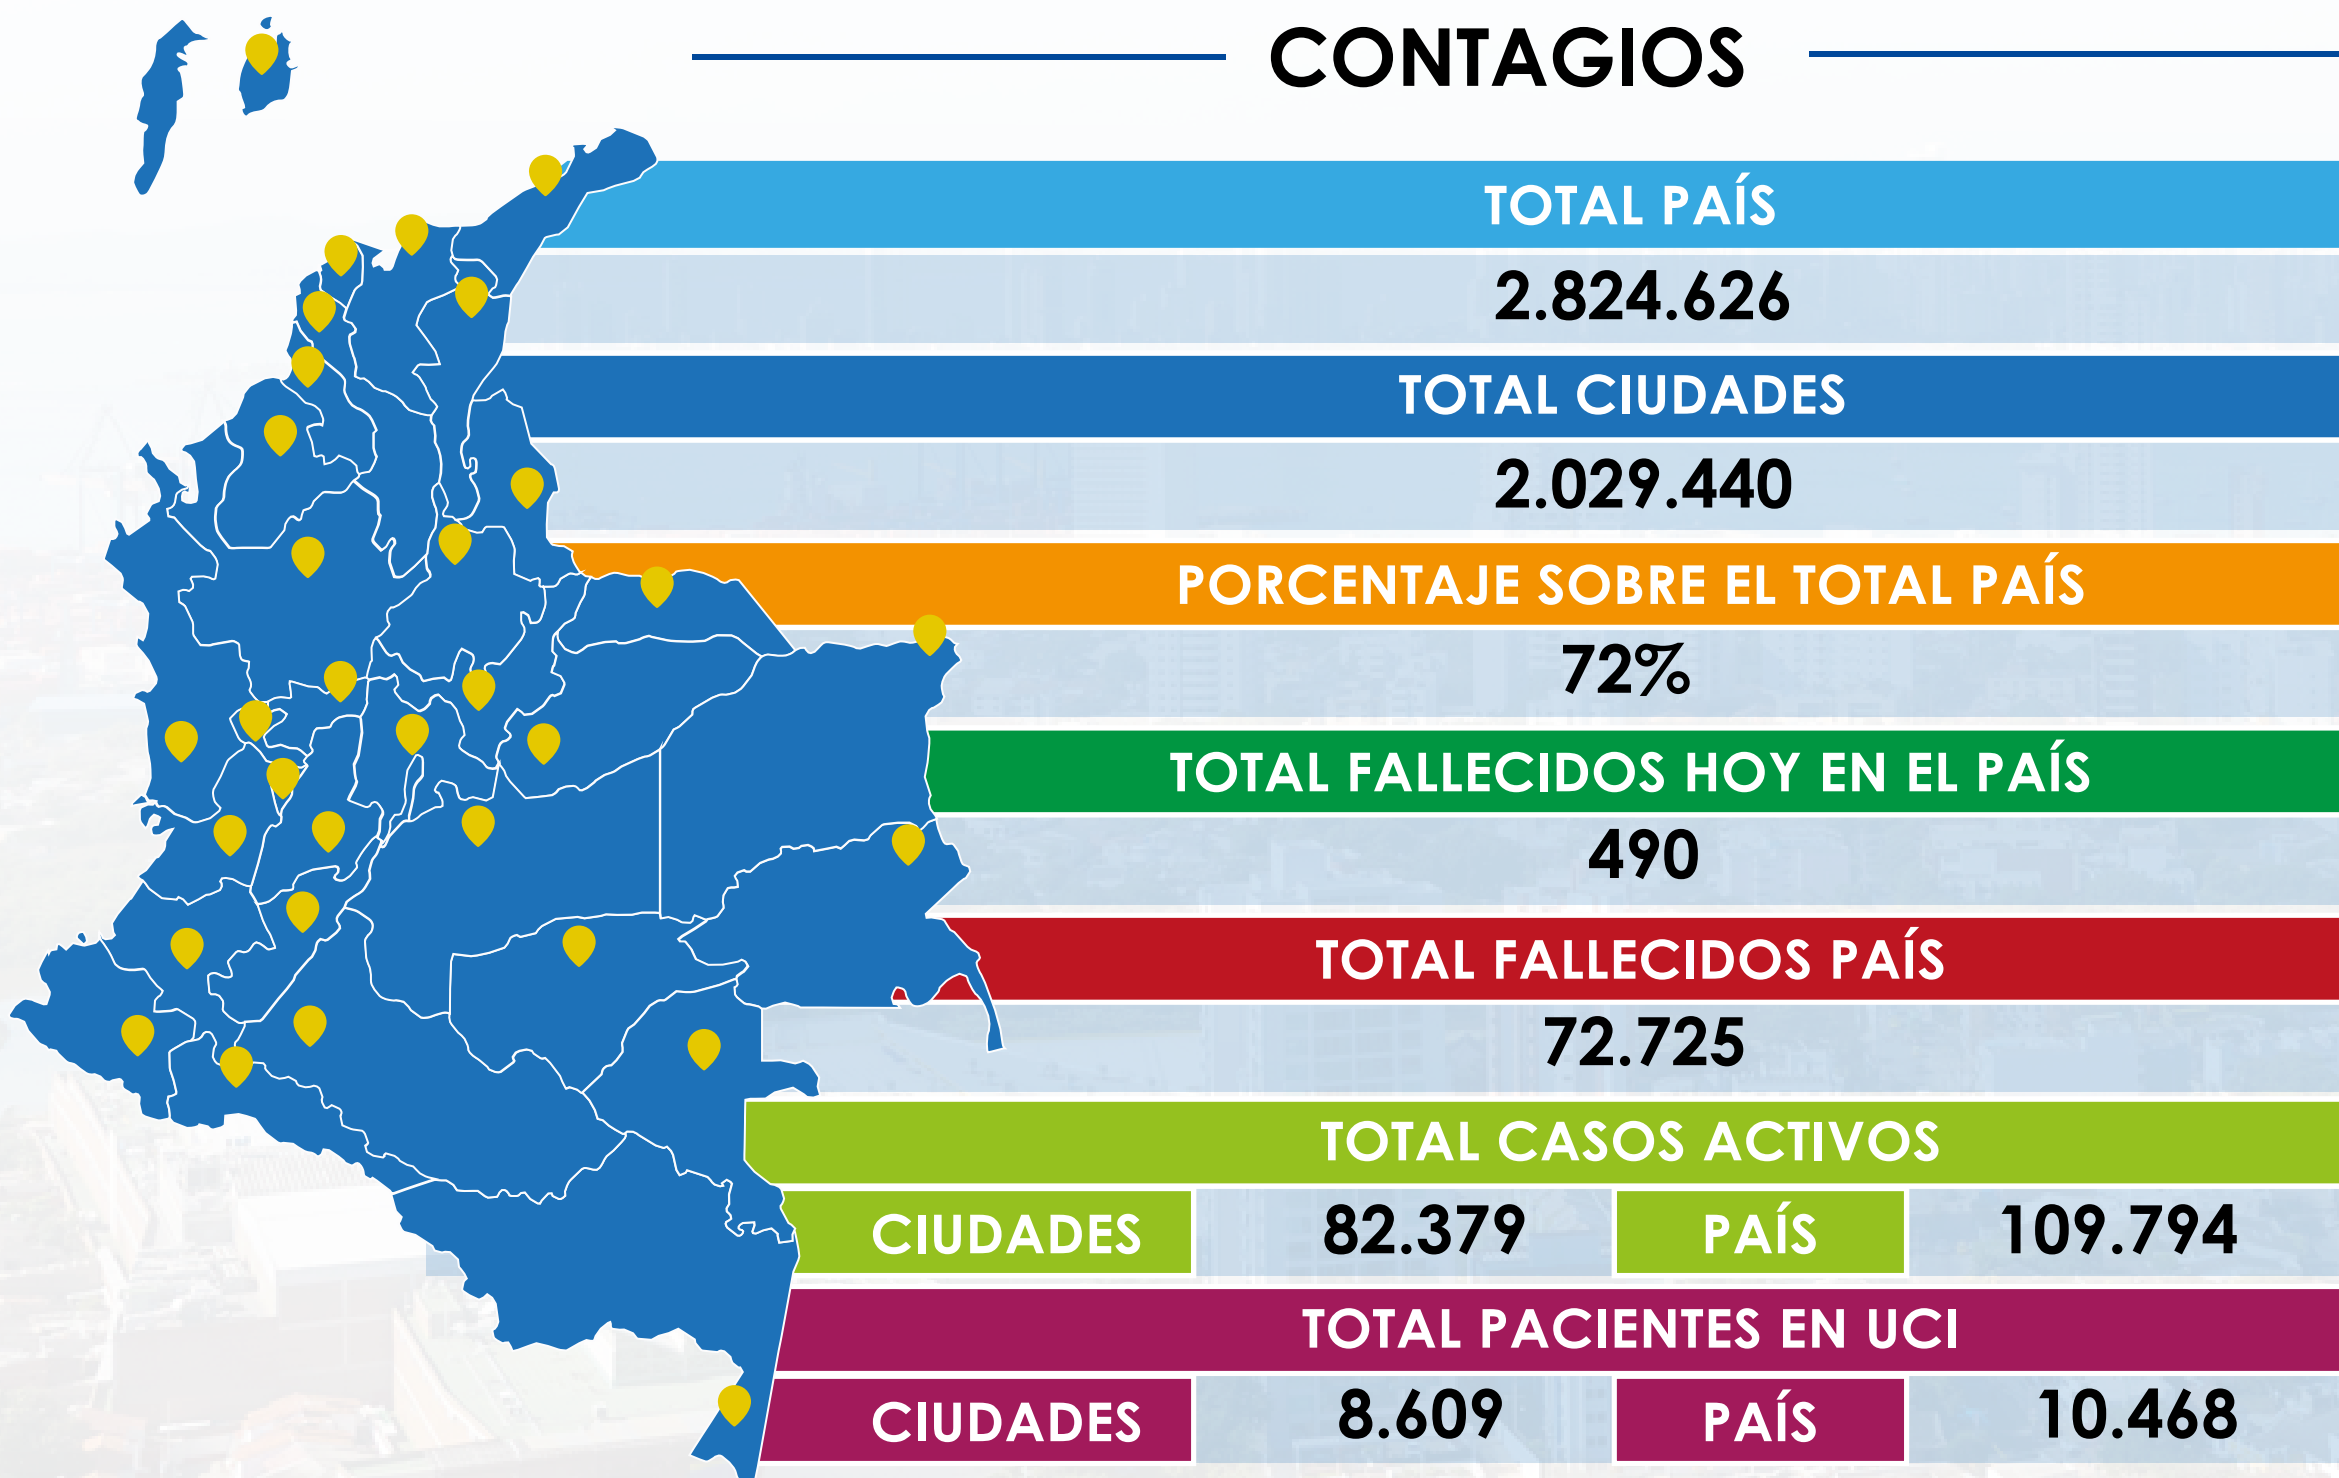 CONTAGIOS
TOTAL PAÍS
2.824.626
TOTAL CIUDADES
2.029.440
PORCENTAJE SOBRE EL TOTAL PAÍS
72%
TOTAL FALLECIDOS HOY EN EL PAÍS
490
TOTAL FALLECIDOS PAÍS
72.725
TOTAL CASOS ACTIVOS
CIUDADES 82.379 PAÍS 109.794
TOTAL PACIENTES EN UCI
CIUDADES 8.609 PAÍS 10.468